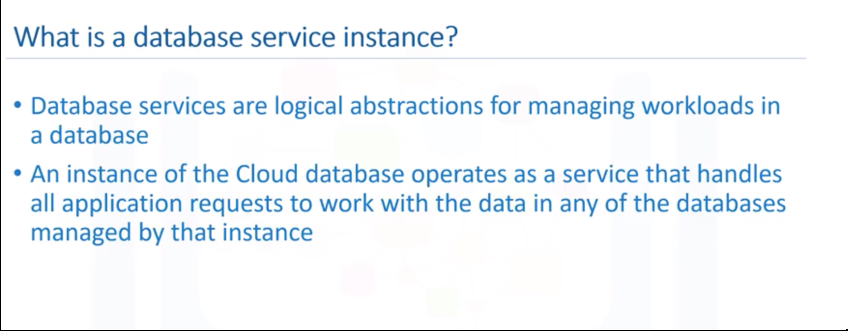 What is a database service instance?
• Database services are logical abstractions for managing workloads in
a database
• An instance of the Cloud database operates as a service that handles
all application requests to work with the data in any of the databases
managed by that instance